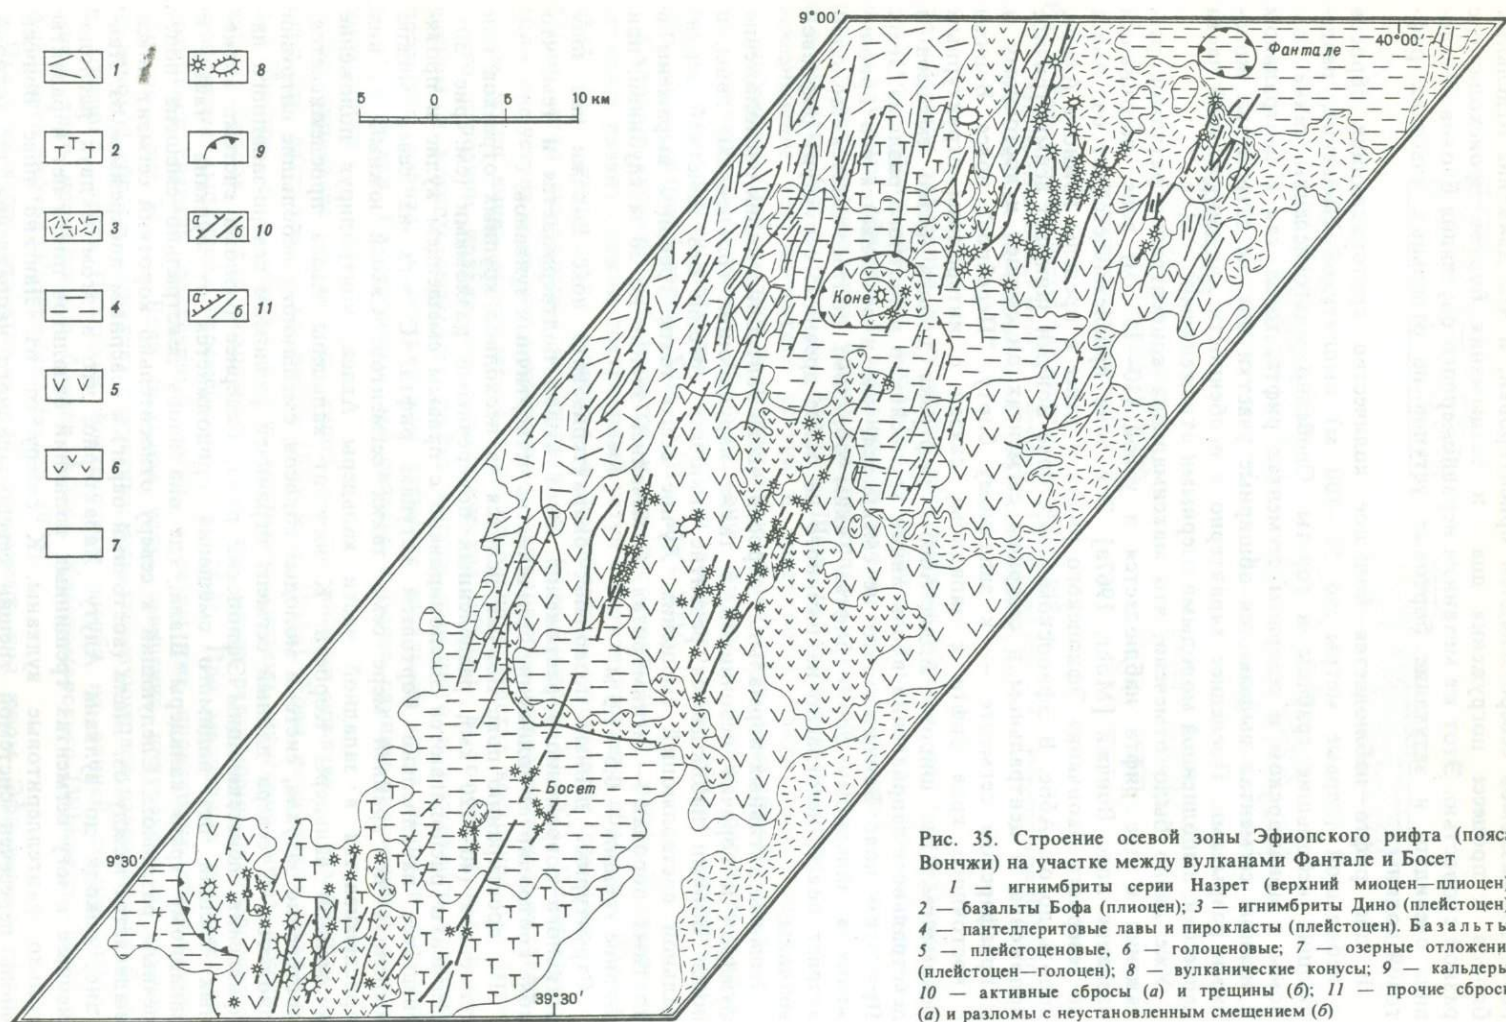 9°00′
40°00′
Фантале
1
8
5 0 5 10 км
2
9
3
а б 10
4
а б 11
Коне
5
6
7
Босет
9°30′
39°30′
Рис. 35. Строение осевой зоны Эфиопского рифта (пояса
Вончжи) на участке между вулканами Фантале и Босет
1 — игнимбриты серии Назрет (верхний миоцен—плиоцен)
2 — базальты Бофа (плиоцен); 3 — игнимбриты Дино (плейстоцен)
4 — пантеллеритовые лавы и пирокласты (плейстоцен). Базальты
5 — плейстоценовые, 6 — голоценовые; 7 — озерные отложени
(плейстоцен—голоцен); 8 — вулканические конусы; 9 — кальдеры
10 — активные сбросы (а) и трещины (б); 11 — прочие сбросы
(а) и разломы с неустановленным смещением (б)